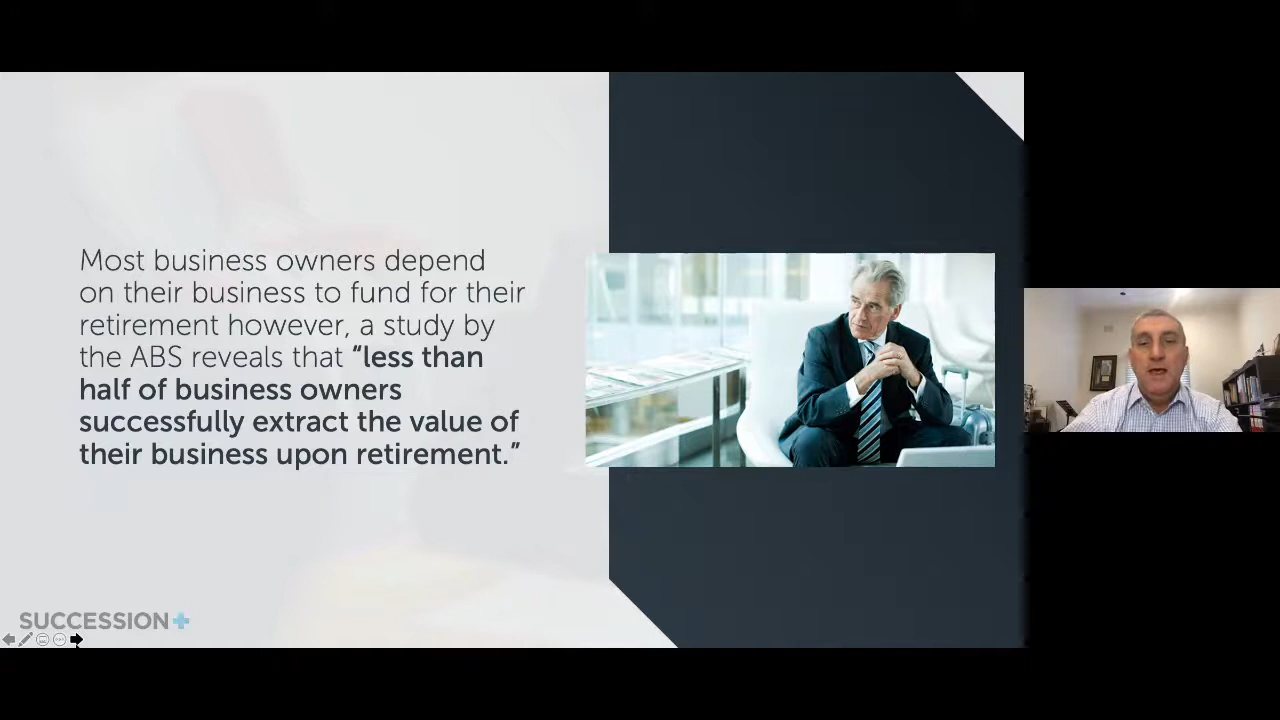 Most business owners depend
on their business to fund for their
retirement however, a study by
the ABS reveals that “less than
half of business owners
successfully extract the value of
their business upon retirement.”
SUCCESSION+